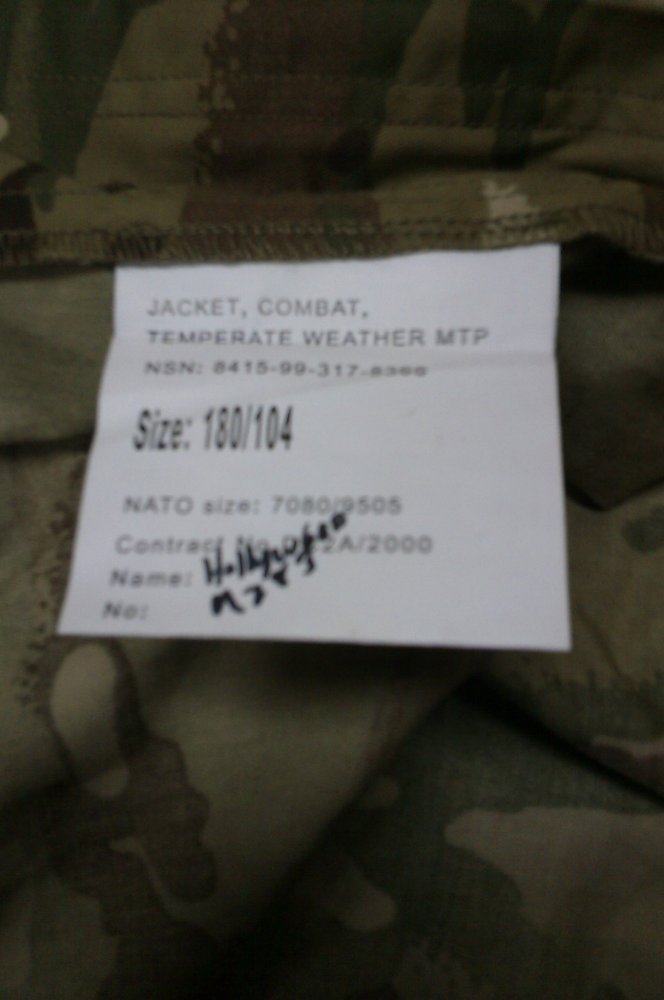 JACKET, COMBAT,
TEMPERATE WEATHER MTP
NSN: 8415-99-317-
Size: 180/104
NATO size: 7080/9505
Contract No
Name:
No: